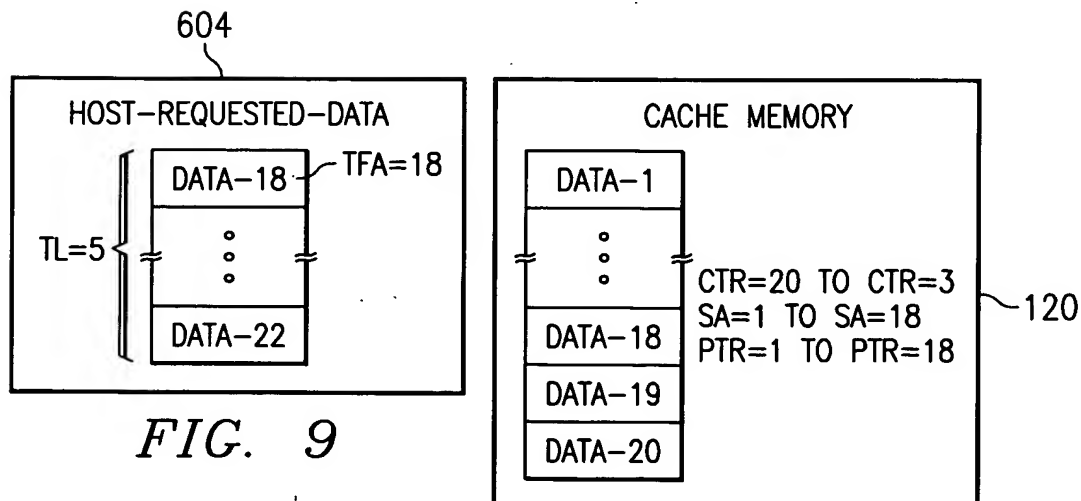 604
HOST-REQUESTED-DATA
DATA-18
TFA=18
TL=5
DATA-22
FIG. 9
CACHE MEMORY
DATA-1
CTR=20 TO CTR=3
SA=1 TO SA=18
PTR=1 TO PTR=18
120
DATA-18
DATA-19
DATA-20